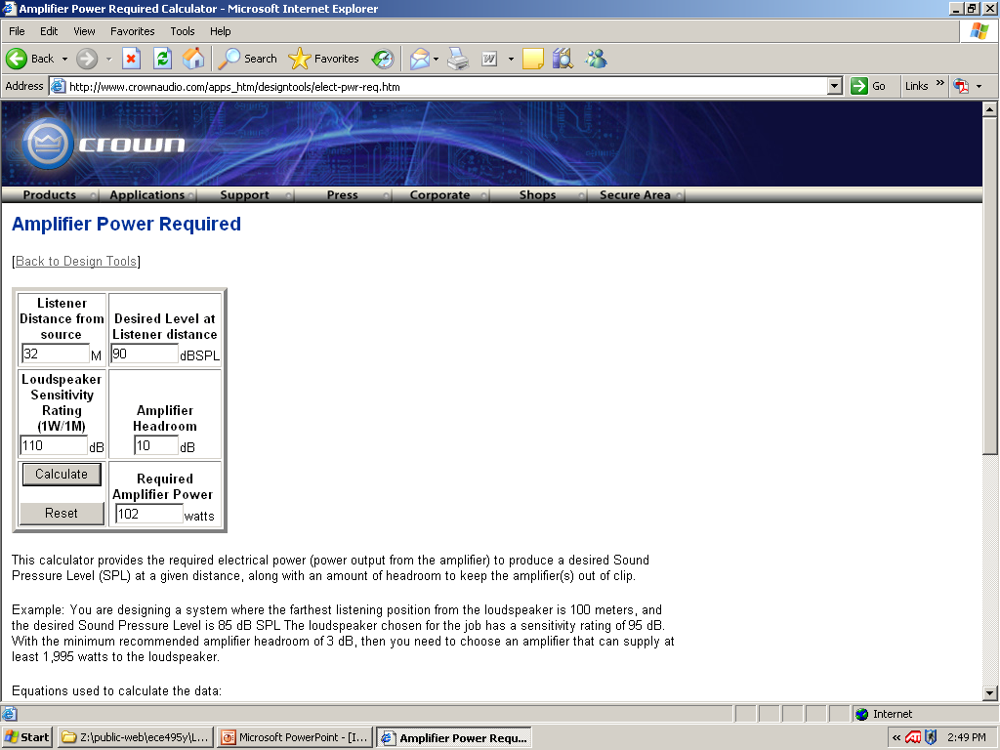 Amplifier Power Required Calculator - Microsoft Internet Explorer
File Edit View Favorites Tools Help
Back Search Favorites
Address http://www.crownaudio.com/apps_htm/designtools/elect-pwr-req.htm Go Links »
crown
Products Applications Support Press Corporate Shops Secure Area
Amplifier Power Required
[Back to Design Tools]
Listener
Distance from
source
32 M
Desired Level at
Listener distance
90 dBSPL
Loudspeaker
Sensitivity
Rating
(1W/1M)
110 dB
Amplifier
Headroom
10 dB
Calculate
Reset
Required
Amplifier Power
102 watts
This calculator provides the required electrical power (power output from the amplifier) to produce a desired Sound
Pressure Level (SPL) at a given distance, along with an amount of headroom to keep the amplifier(s) out of clip.
Example: You are designing a system where the farthest listening position from the loudspeaker is 100 meters, and
the desired Sound Pressure Level is 85 dB SPL.The loudspeaker chosen for the job has a sensitivity rating of 95 dB.
With the minimum recommended amplifier headroom of 3 dB, then you need to choose an amplifier that can supply at
least 1,995 watts to the loudspeaker.
Equations used to calculate the data:
Internet
Start Z:\public-web\ece495y\L... Microsoft PowerPoint - [I... Amplifier Power Requ... « 2:49 PM